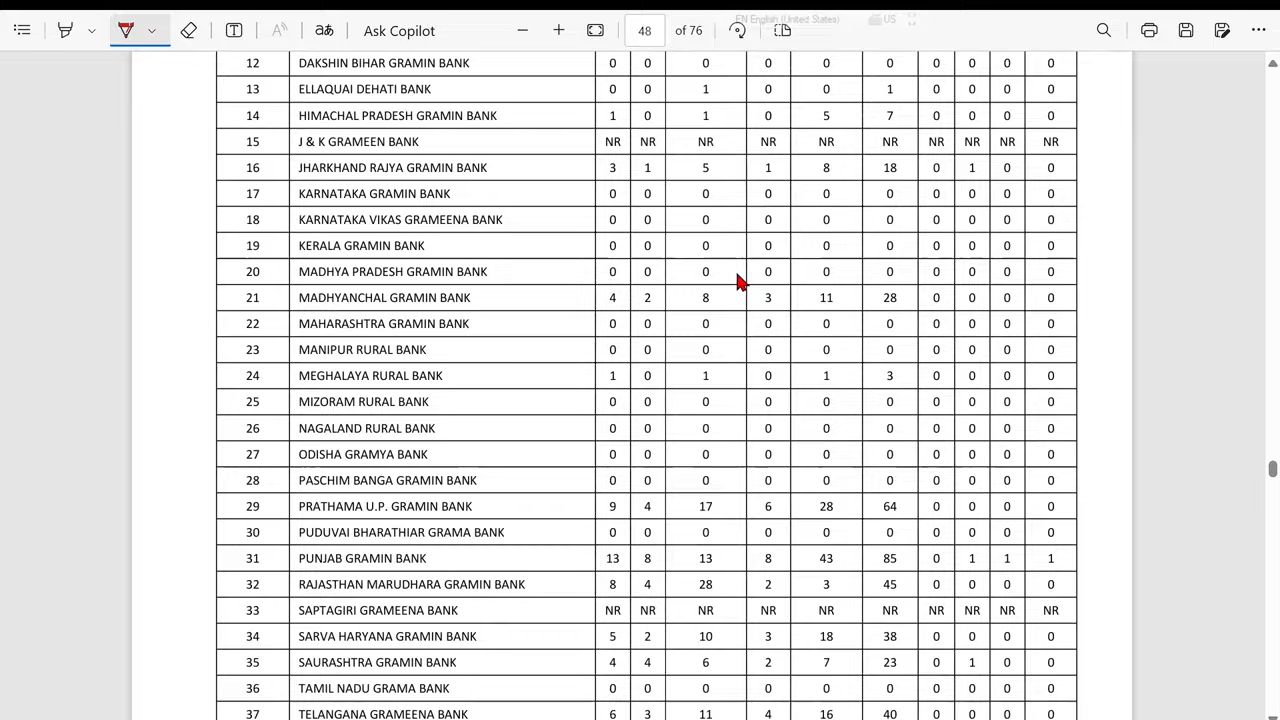 EN English (United States) US
Ask Copilot 48 of 76
12 DAKSHIN BIHAR GRAMIN BANK 0 0 0 0 0 0 0 0 0 0
13 ELLAQUAI DEHATI BANK 0 0 1 0 0 1 0 0 0 0
14 HIMACHAL PRADESH GRAMIN BANK 1 0 1 0 5 7 0 0 0 0
15 J & K GRAMEEN BANK NR NR NR NR NR NR NR NR NR NR
16 JHARKHAND RAJYA GRAMIN BANK 3 1 5 1 8 18 0 1 0 0
17 KARNATAKA GRAMIN BANK 0 0 0 0 0 0 0 0 0 0
18 KARNATAKA VIKAS GRAMEENA BANK 0 0 0 0 0 0 0 0 0 0
19 KERALA GRAMIN BANK 0 0 0 0 0 0 0 0 0 0
20 MADHYA PRADESH GRAMIN BANK 0 0 0 0 0 0 0 0 0 0
21 MADHYANCHAL GRAMIN BANK 4 2 8 3 11 28 0 0 0 0
22 MAHARASHTRA GRAMIN BANK 0 0 0 0 0 0 0 0 0 0
23 MANIPUR RURAL BANK 0 0 0 0 0 0 0 0 0 0
24 MEGHALAYA RURAL BANK 1 0 1 0 1 3 0 0 0 0
25 MIZORAM RURAL BANK 0 0 0 0 0 0 0 0 0 0
26 NAGALAND RURAL BANK 0 0 0 0 0 0 0 0 0 0
27 ODISHA GRAMYA BANK 0 0 0 0 0 0 0 0 0 0
28 PASCHIM BANGA GRAMIN BANK 0 0 0 0 0 0 0 0 0 0
29 PRATHAMA U.P. GRAMIN BANK 9 4 17 6 28 64 0 0 0 0
30 PUDUVAI BHARATHIAR GRAMA BANK 0 0 0 0 0 0 0 0 0 0
31 PUNJAB GRAMIN BANK 13 8 13 8 43 85 0 1 1 1
32 RAJASTHAN MARUDHARA GRAMIN BANK 8 4 28 2 3 45 0 0 0 0
33 SAPTAGIRI GRAMEENA BANK NR NR NR NR NR NR NR NR NR NR
34 SARVA HARYANA GRAMIN BANK 5 2 10 3 18 38 0 0 0 0
35 SAURASHTRA GRAMIN BANK 4 4 6 2 7 23 0 1 0 0
36 TAMIL NADU GRAMA BANK 0 0 0 0 0 0 0 0 0 0
37 TELANGANA GRAMEENA BANK 6 3 11 4 16 40 0 0 0 0